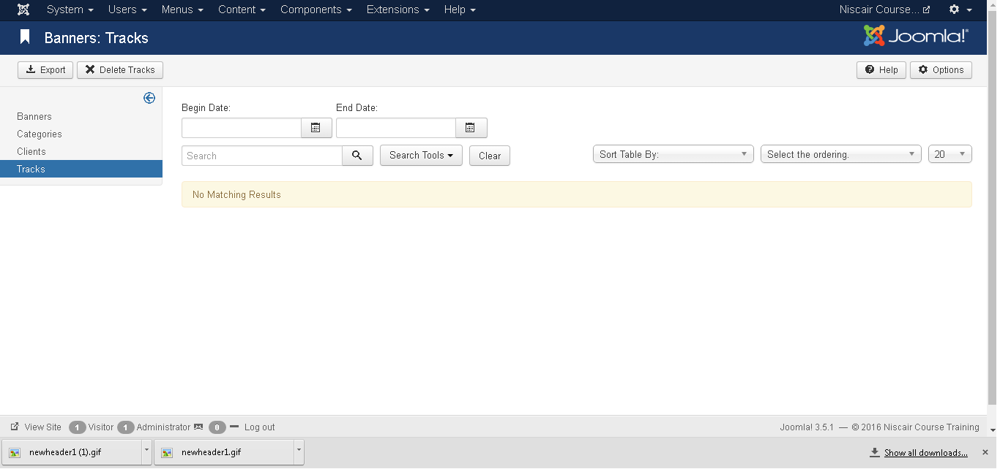 System Users Menus Content Components Extensions Help Niscair Course...
Banners: Tracks Joomla!®
Export Delete Tracks Help Options
Banners
Categories
Clients
Tracks
Begin Date: End Date:
Search Search Tools Clear Sort Table By: Select the ordering. 20
No Matching Results
View Site 1 Visitor 1 Administrator 0 Log out Joomla! 3.5.1 — © 2016 Niscair Course Training
newheader1 (1).gif newheader1.gif Show all downloads...